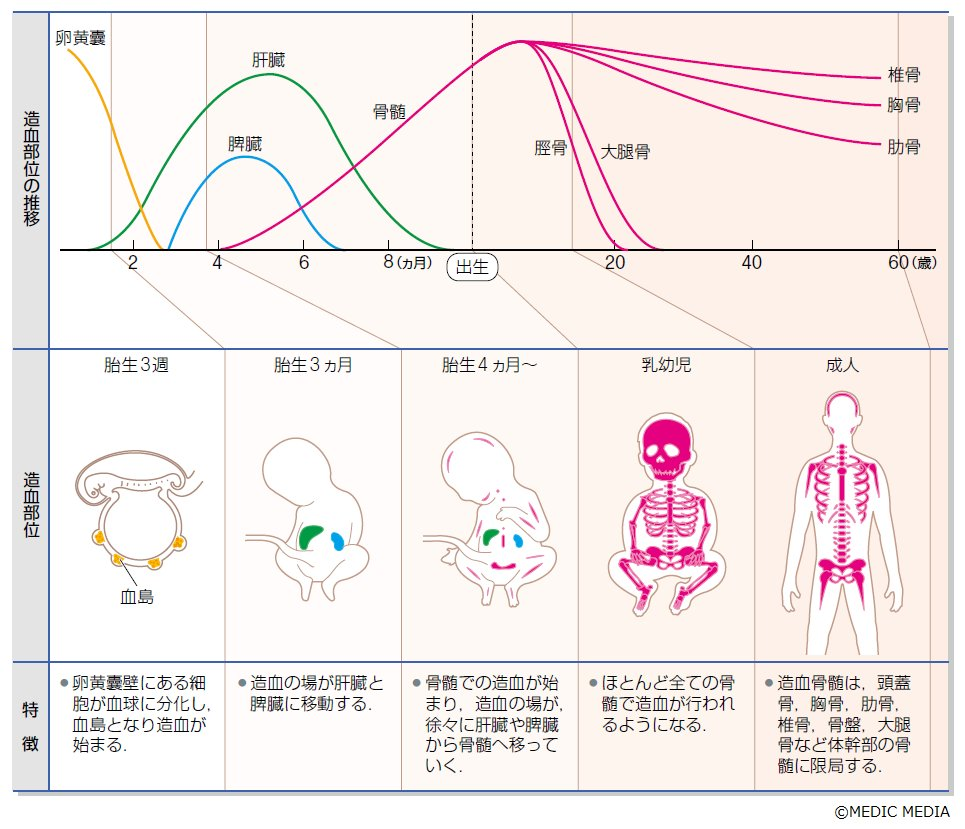 造血部位の推移
卵黄嚢
肝臓
脾臓
骨髄
脛骨
大腿骨
椎骨
胸骨
肋骨
2
4
6
8(ヵ月)
出生
20
40
60(歳)
造血部位
胎生3週
胎生3ヵ月
胎生4ヵ月～
乳幼児
成人
血島
特徴
●卵黄嚢壁にある細
胞が血球に分化し,
血島となり造血が
始まる.
●造血の場が肝臓と
脾臓に移動する.
●骨髄での造血が始
まり, 造血の場が,
徐々に肝臓や脾臓
から骨髄へ移って
いく.
●ほとんど全ての骨
髄で造血が行われ
るようになる.
●造血骨髄は, 頭蓋
骨, 胸骨, 肋骨,
椎骨, 骨盤, 大腿
骨など体幹部の骨
髄に限局する.
©MEDIC MEDIA